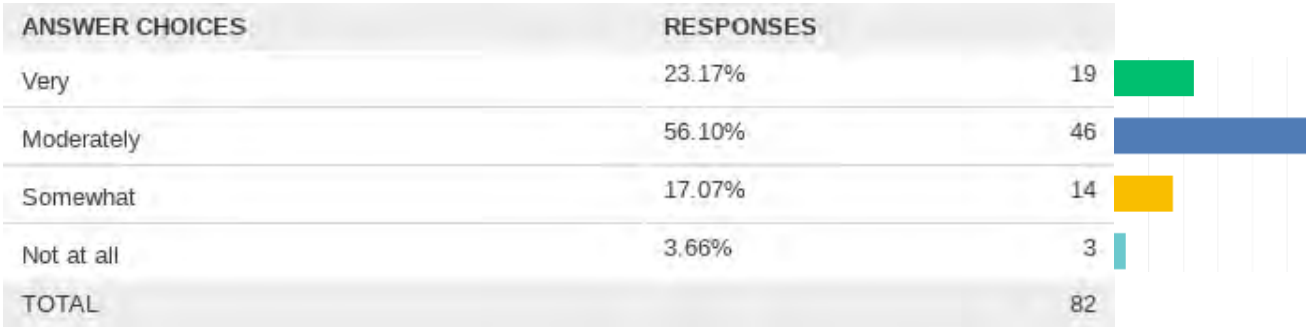 ANSWER CHOICES RESPONSES
Very 23.17% 19
Moderately 56.10% 46
Somewhat 17.07% 14
Not at all 3.66% 3
TOTAL 82